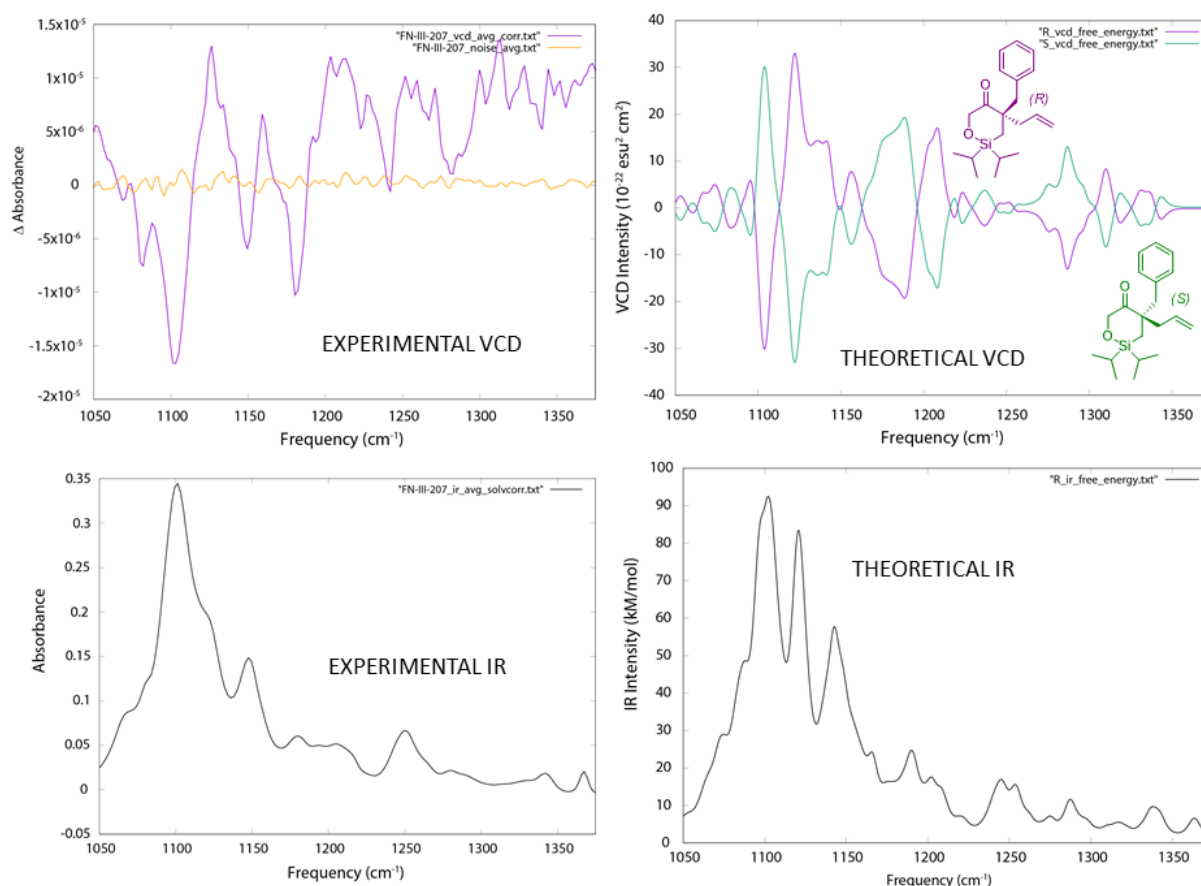 "FN-III-207_vcd_avg_corr.txt"
"FN-III-207_noise_avg.txt"
1.5x10⁻⁵
1x10⁻⁵
5x10⁻⁶
0
-5x10⁻⁶
-1x10⁻⁵
-1.5x10⁻⁵
-2x10⁻⁵
Δ Absorbance
EXPERIMENTAL VCD
1050 1100 1150 1200 1250 1300 1350
Frequency (cm⁻¹)
"R_vcd_free_energy.txt"
"S_vcd_free_energy.txt"
30
20
10
0
-10
-20
-30
-40
VCD Intensity (10⁻²² esu² cm²)
O
(R)
O
Si
O
(S)
O
Si
THEORETICAL VCD
1050 1100 1150 1200 1250 1300 1350
Frequency (cm⁻¹)
"FN-III-207_ir_avg_solvcorr.txt"
0.35
0.3
0.25
0.2
0.15
0.1
0.05
0
-0.05
Absorbance
EXPERIMENTAL IR
1050 1100 1150 1200 1250 1300 1350
Frequency (cm⁻¹)
"R_ir_free_energy.txt"
100
90
80
70
60
50
40
30
20
10
0
IR Intensity (kM/mol)
THEORETICAL IR
1050 1100 1150 1200 1250 1300 1350
Frequency (cm⁻¹)